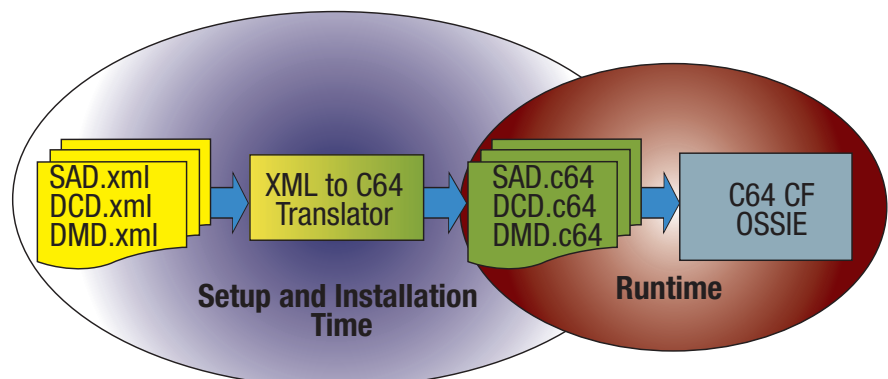 SAD.xml
DCD.xml
DMD.xml
XML to C64
Translator
SAD.c64
DCD.c64
DMD.c64
C64 CF
OSSIE
Setup and Installation
Time
Runtime